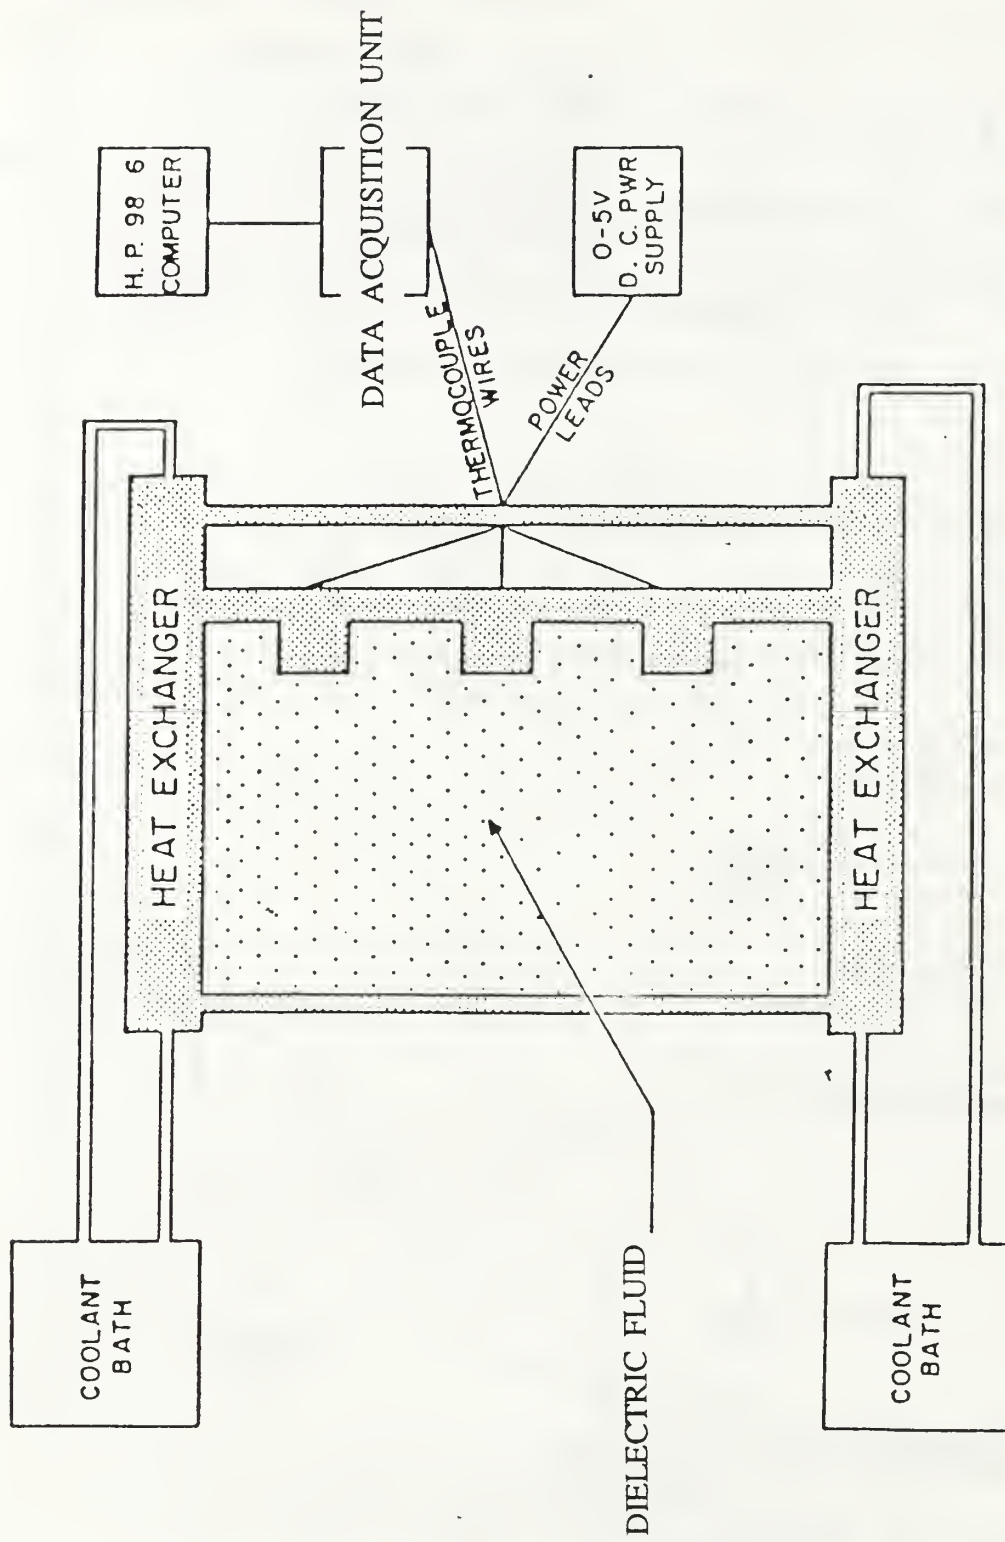 H. P. 98 6
COMPUTER
DATA ACQUISITION UNIT
THERMOCOUPLE
WIRES
POWER
LEADS
0-5V
D. C. PWR
SUPPLY
HEAT EXCHANGER
HEAT EXCHANGER
COOLANT
BATH
COOLANT
BATH
DIELECTRIC FLUID